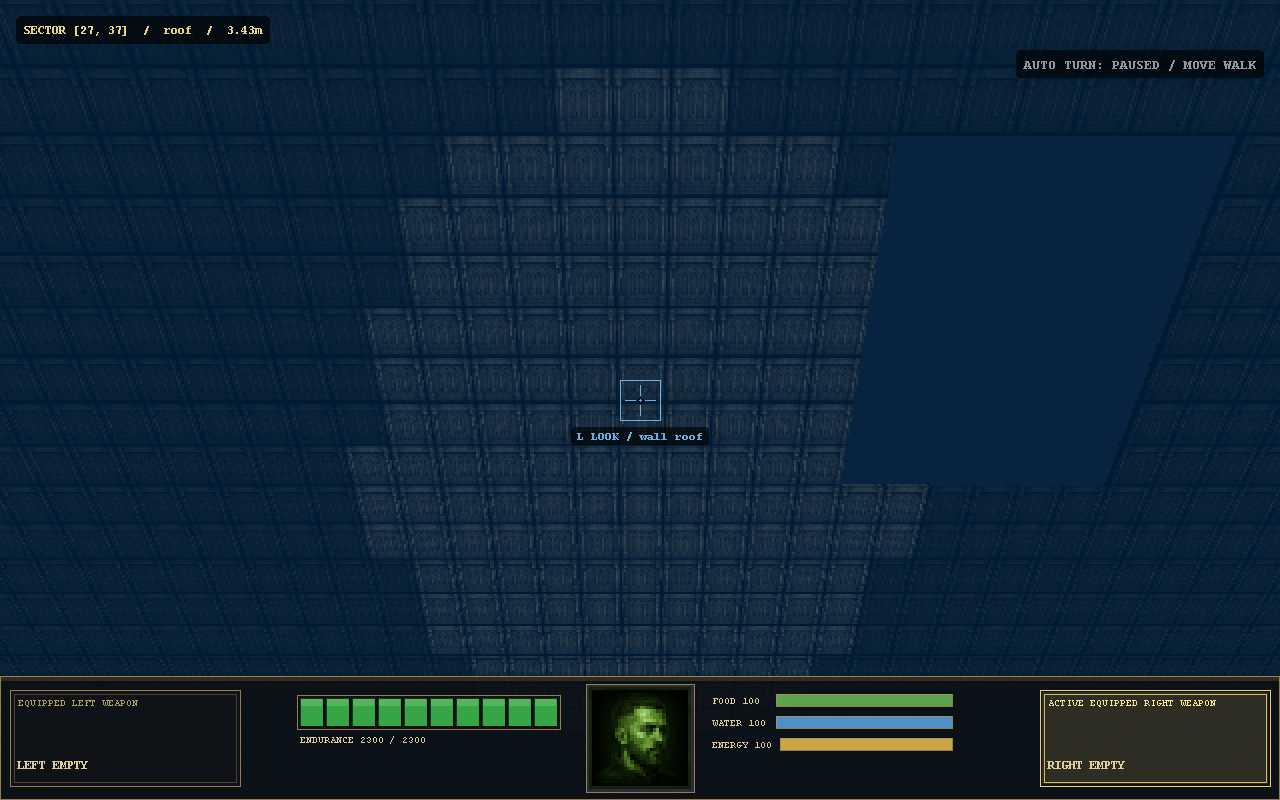 SECTOR [27, 37] / roof / 3.43m
AUTO TURN: PAUSED / MOVE WALK
L LOOK / wall roof
EQUIPPED LEFT WEAPON
LEFT EMPTY
ENDURANCE 2300 / 2300
FOOD 100
WATER 100
ENERGY 100
ACTIVE EQUIPPED RIGHT WEAPON
RIGHT EMPTY